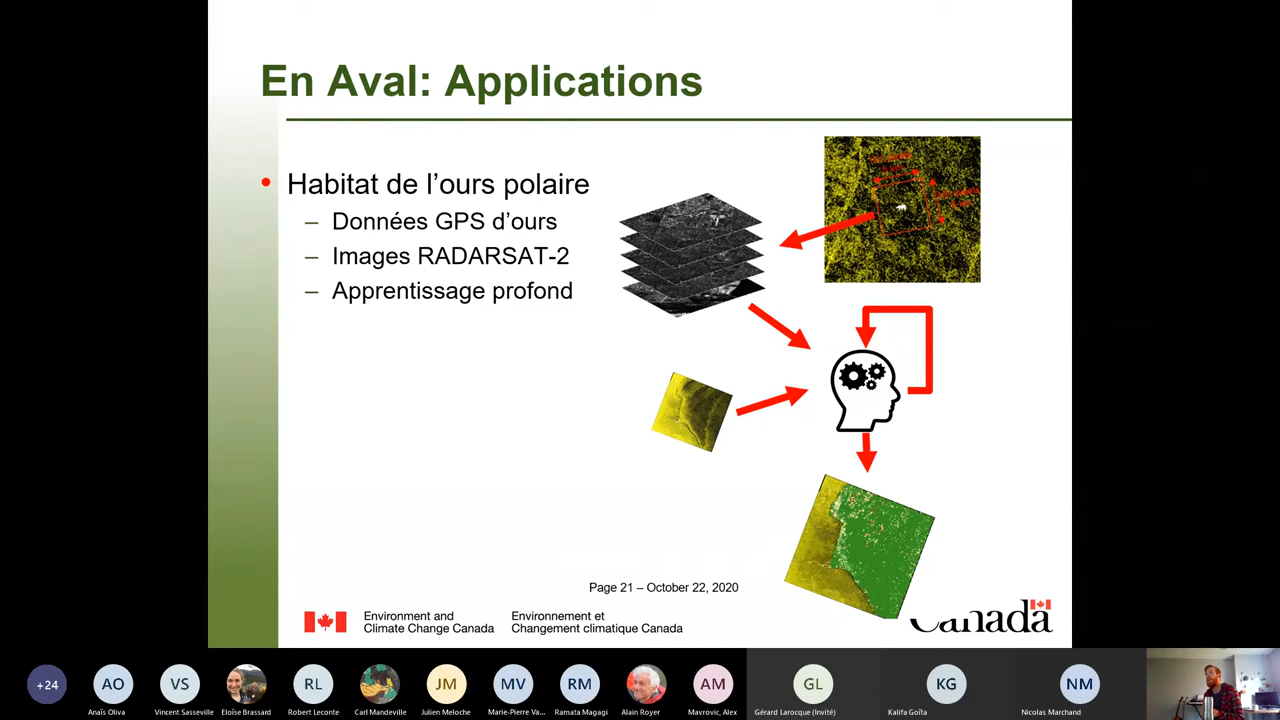 En Aval: Applications
• Habitat de l'ours polaire
– Données GPS d'ours
– Images RADARSAT-2
– Apprentissage profond
Page 21 – October 22, 2020
Environment and
Climate Change Canada
Environnement et
Changement climatique Canada
Canada
+24
AO
VS
RL
JM
MV
RM
AM
GL
KG
NM
Anaïs Oliva
Vincent Sasseville
Eloïse Brassard
Robert Leconte
Carl Mandeville
Julien Meloche
Marie-Pierre Va...
Ramata Magagi
Alain Royer
Mavrovic, Alex
Gérard Larocque (Invité)
Kalifa Goïta
Nicolas Marchand